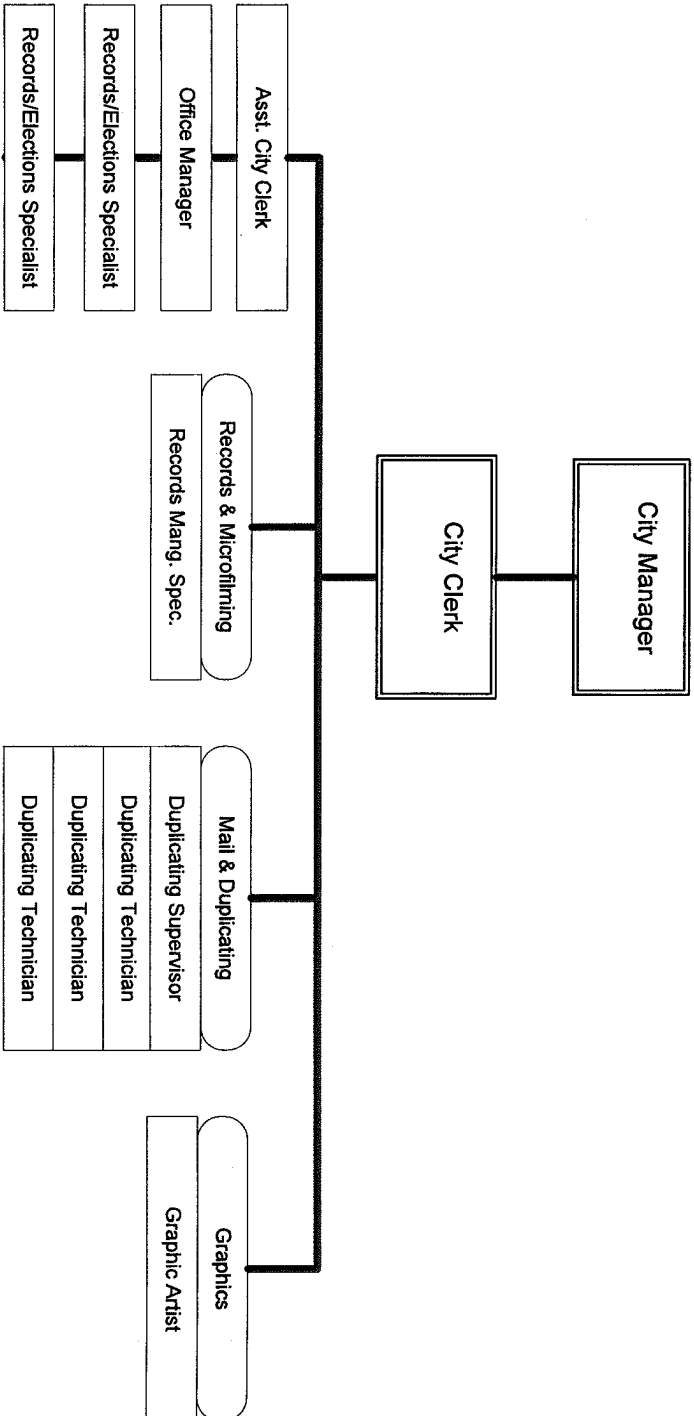 City Manager
City Clerk
Asst. City Clerk
Office Manager
Records/Elections Specialist
Records/Elections Specialist
Records & Microfilming
Records Mang. Spec.
Mail & Duplicating
Duplicating Supervisor
Duplicating Technician
Duplicating Technician
Duplicating Technician
Graphics
Graphic Artist